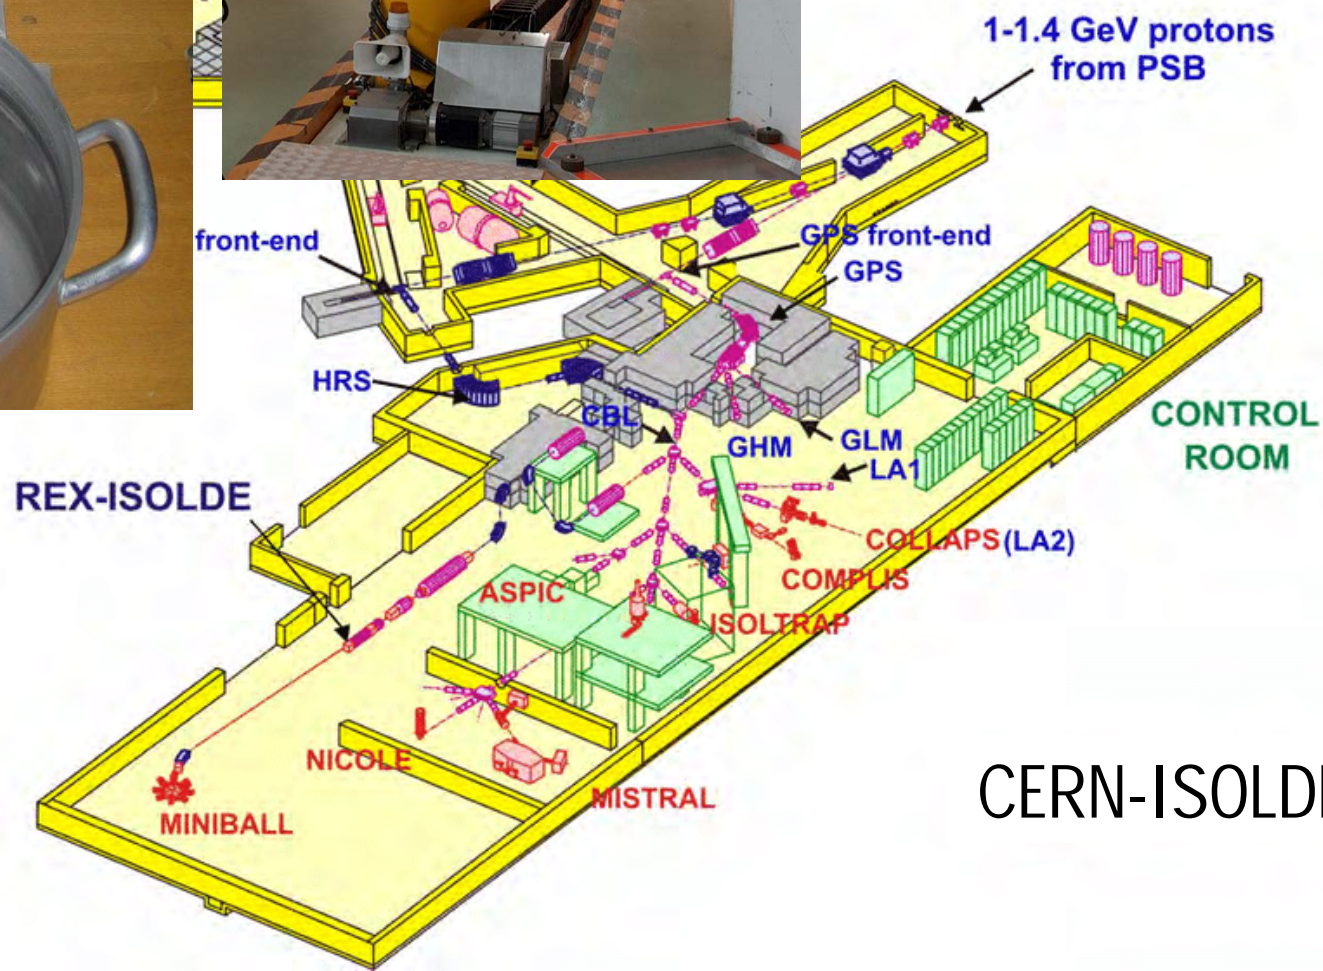 1-1.4 GeV protons
from PSB
front-end
GPS front-end
GPS
HRS
CBL
GHM
GLM
LA1
CONTROL
ROOM
REX-ISOLDE
COLLAPS (LA2)
COMPLIS
ASPIC
ISOLTRAP
NICOLE
MISTRAL
MINIBALL
CERN-ISOLD